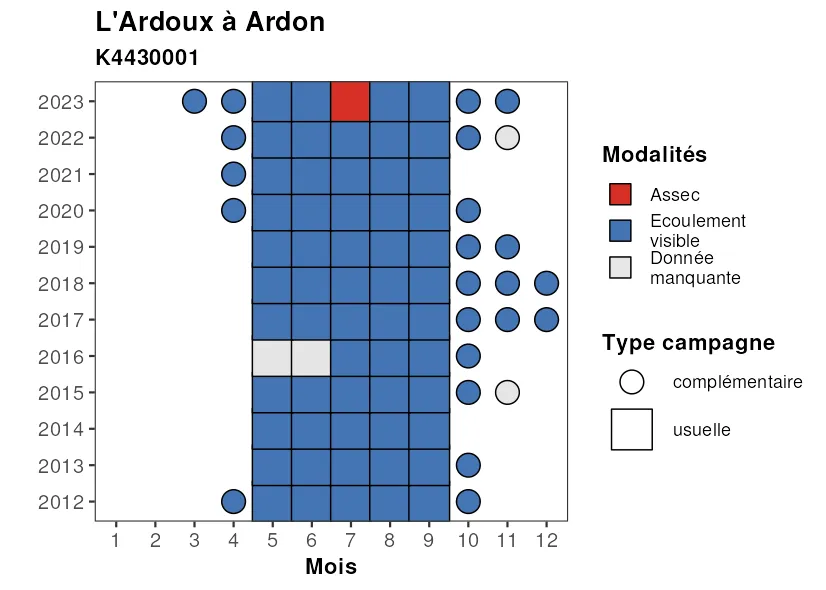 L'Ardoux à Ardon
K4430001
2023
2022
2021
2020
2019
2018
2017
2016
2015
2014
2013
2012
1 2 3 4 5 6 7 8 9 10 11 12
Mois
Modalités
Assec
Ecoulement
visible
Donnée
manquante
Type campagne
complémentaire
usuelle